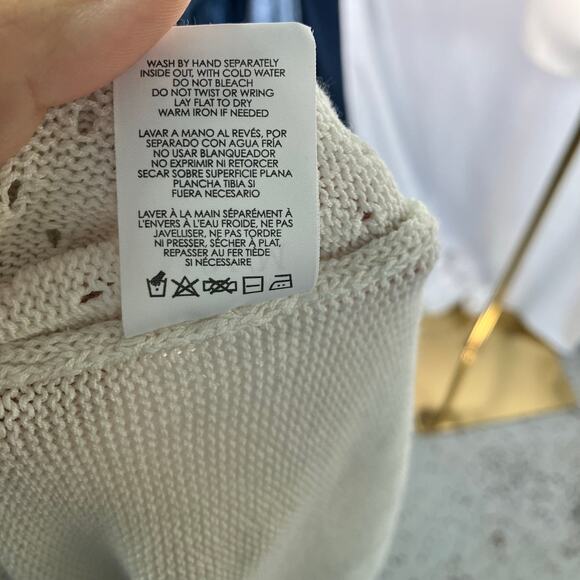 WASH BY HAND SEPARATELY
INSIDE OUT, WITH COLD WATER
DO NOT BLEACH
DO NOT TWIST OR WRING
LAY FLAT TO DRY
WARM IRON IF NEEDED
LAVAR A MANO AL REVÉS, POR
SEPARADO CON AGUA FRÍA
NO USAR BLANQUEADOR
NO EXPRIMIR NI RETORCER
SECAR SOBRE SUPERFICIE PLANA
PLANCHA TIBIA SI
FUERA NECESARIO
LAVER À LA MAIN SÉPARÉMENT À
L'ENVERS À L'EAU FROIDE, NE PAS
JAVELLISER, NE PAS TORDRE
NI PRESSER, SÉCHER À PLAT,
REPASSER AU FER TIÈDE
SI NÉCESSAIRE